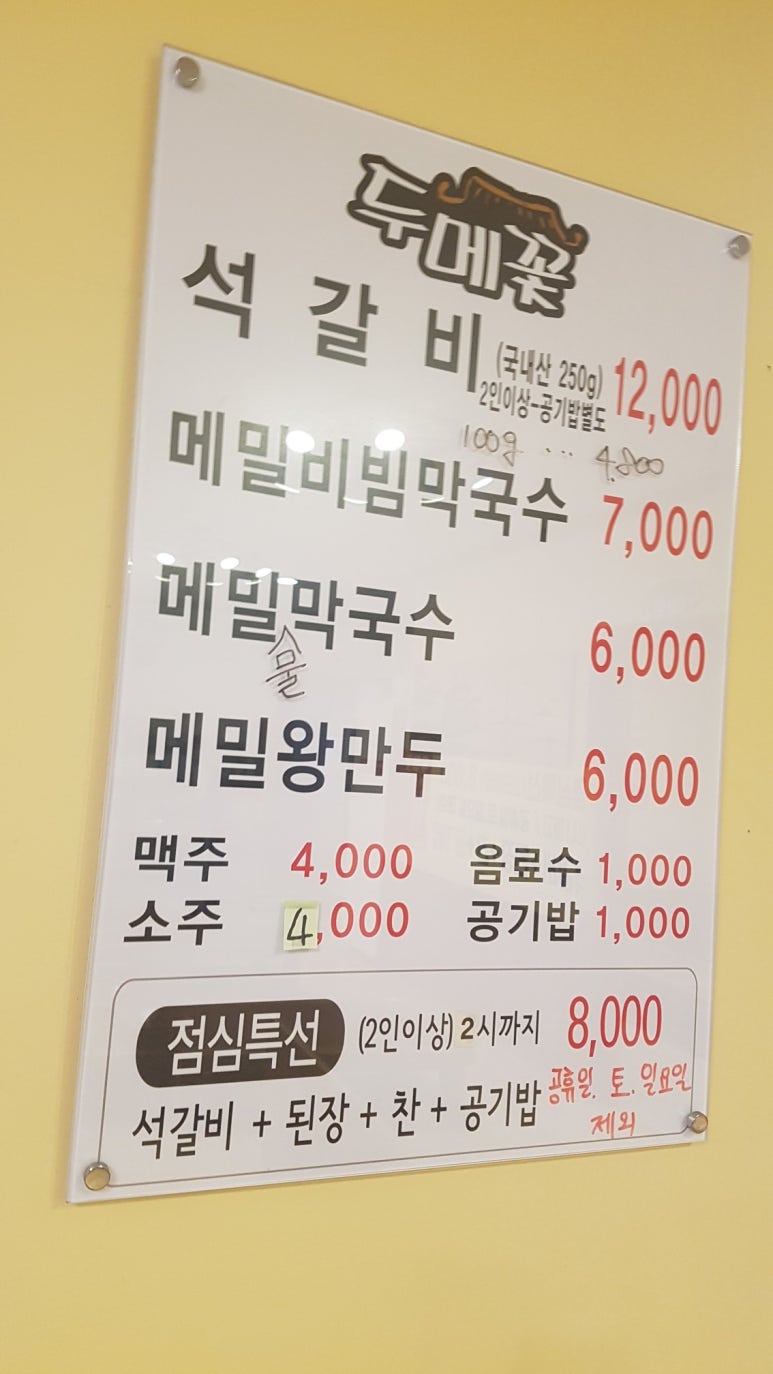 두메꽃
석 갈 비 (국내산 250g) 12,000
2인이상-공기밥별도
100g ... 4,800
메밀비빔막국수 7,000
메밀막국수 6,000
물
메밀왕만두 6,000
맥주 4,000 음료수 1,000
소주 4,000 공기밥 1,000
점심특선 (2인이상) 2시까지 8,000
석갈비 + 된장 + 찬 + 공기밥
공휴일. 토. 일요일
제외